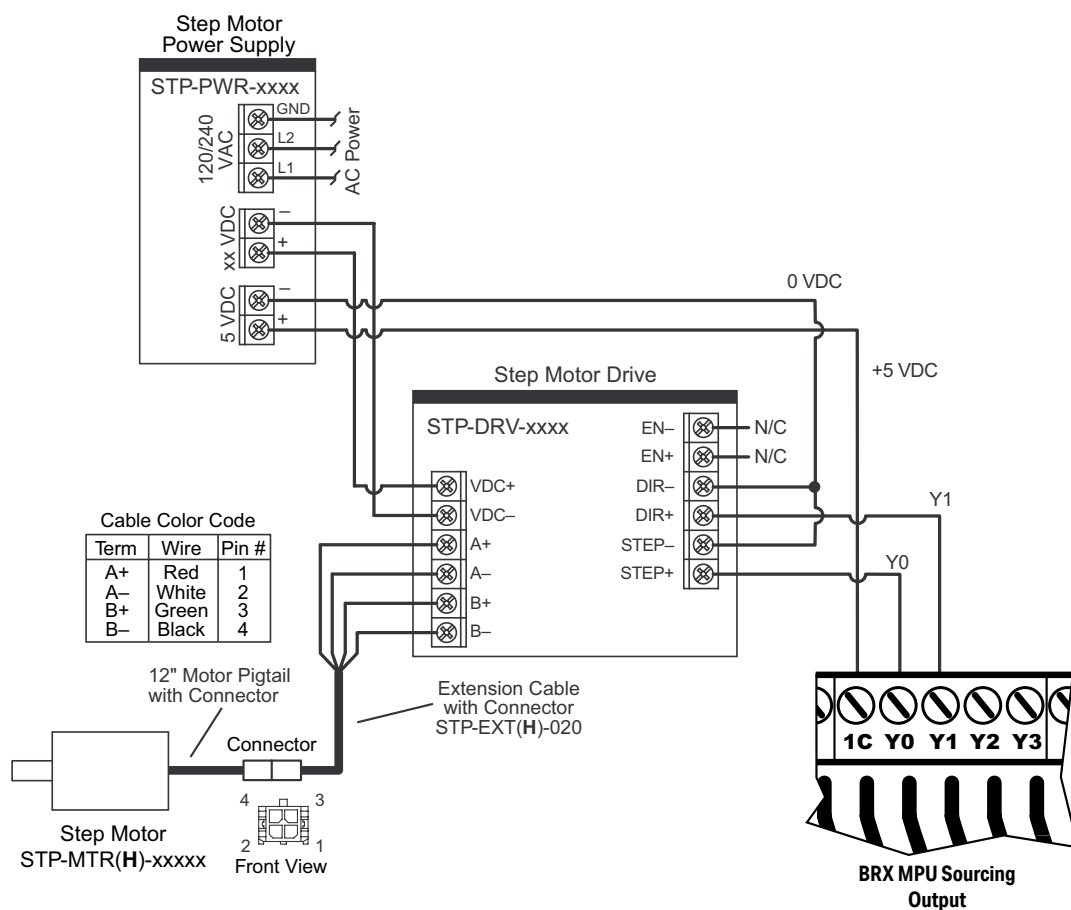 Step Motor
Power Supply
STP-PWR-xxxx
120/240
VAC
GND
L2
L1
AC Power
xx VDC
–
+
5 VDC
–
+
0 VDC
+5 VDC
Step Motor Drive
STP-DRV-xxxx
EN–
N/C
EN+
N/C
VDC+
DIR–
VDC–
DIR+
Y1
A+
STEP–
A–
STEP+
Y0
B+
B–
Cable Color Code
Term Wire Pin #
A+ Red 1
A– White 2
B+ Green 3
B– Black 4
12" Motor Pigtail
with Connector
Extension Cable
with Connector
STP-EXT(H)-020
Connector
4 3
2 1
Front View
Step Motor
STP-MTR(H)-xxxxx
1C Y0 Y1 Y2 Y3
BRX MPU Sourcing
Output